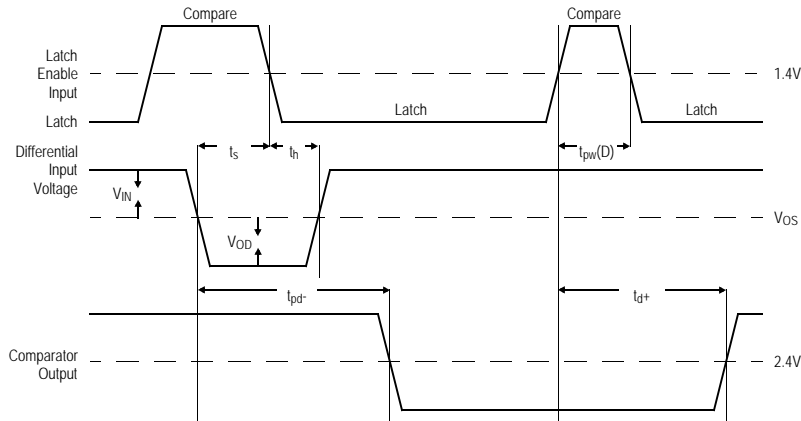 Compare
Compare
Latch
Enable
Input
1.4V
Latch
Latch
Latch
Differential
Input
Voltage
ts
th
tpw(D)
VIN
VOS
VOD
tpd-
td+
Comparator
Output
2.4V